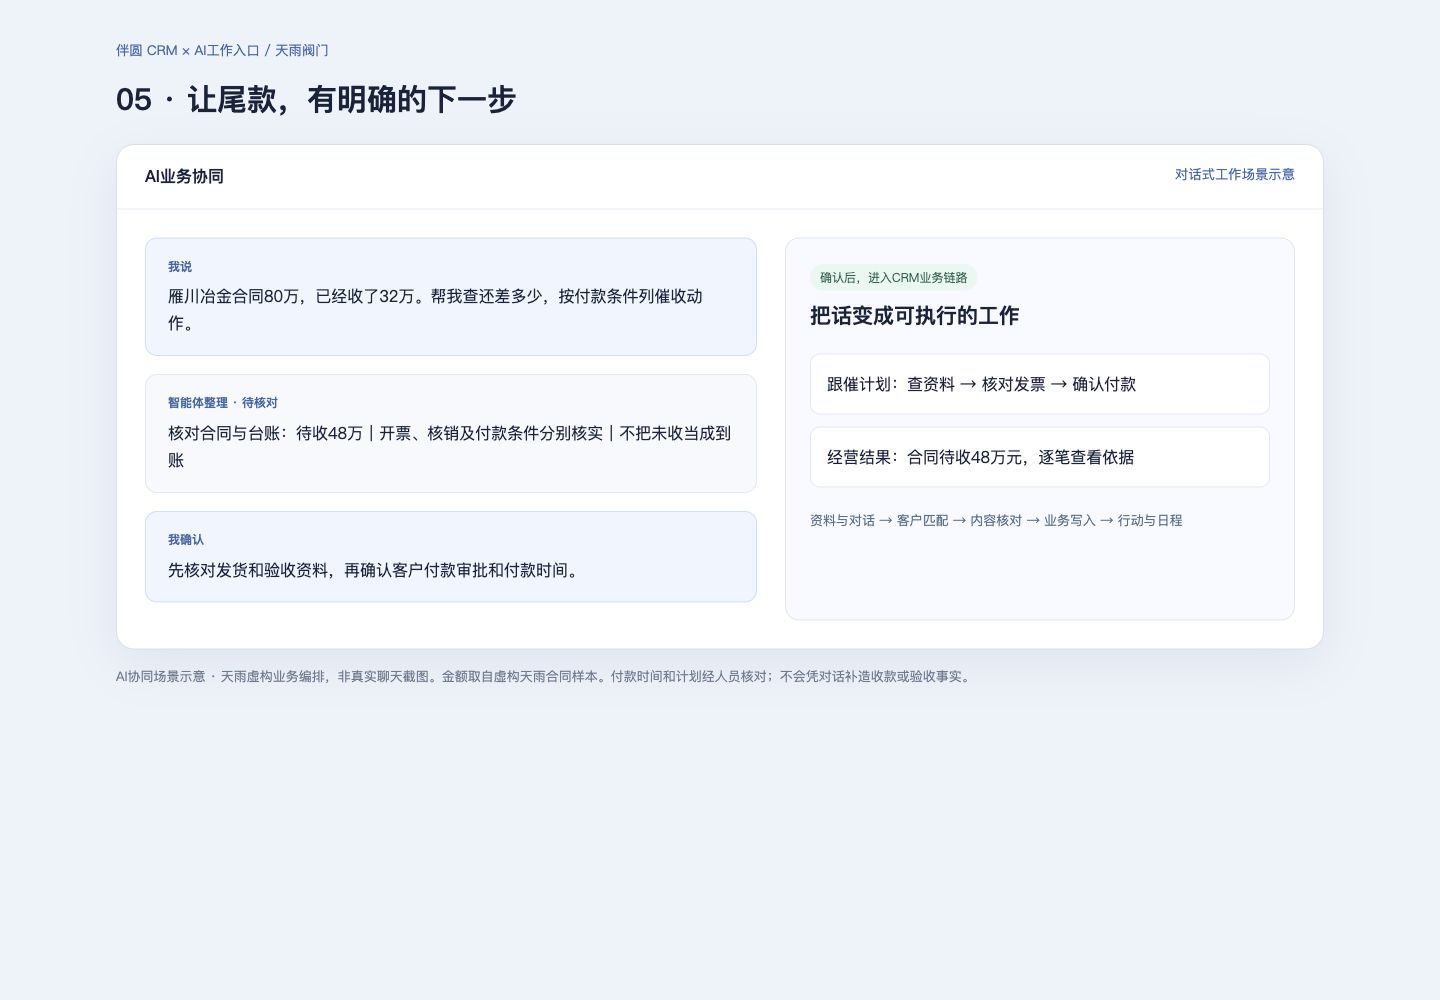 伴圆 CRM × AI工作入口 / 天雨阀门
05 · 让尾款，有明确的下一步
AI业务协同
对话式工作场景示意
我说
雁川冶金合同80万，已经收了32万。帮我查还差多少，按付款条件列催收动
作。
智能体整理 · 待核对
核对合同与台账：待收48万｜开票、核销及付款条件分别核实｜不把未收当成到
账
我确认
先核对发货和验收资料，再确认客户付款审批和付款时间。
确认后，进入CRM业务链路
把话变成可执行的工作
跟催计划：查资料 → 核对发票 → 确认付款
经营结果：合同待收48万元，逐笔查看依据
资料与对话 → 客户匹配 → 内容核对 → 业务写入 → 行动与日程
AI协同场景示意 · 天雨虚构业务编排，非真实聊天截图。金额取自虚构天雨合同样本。付款时间和计划经人员核对；不会凭对话补造收款或验收事实。